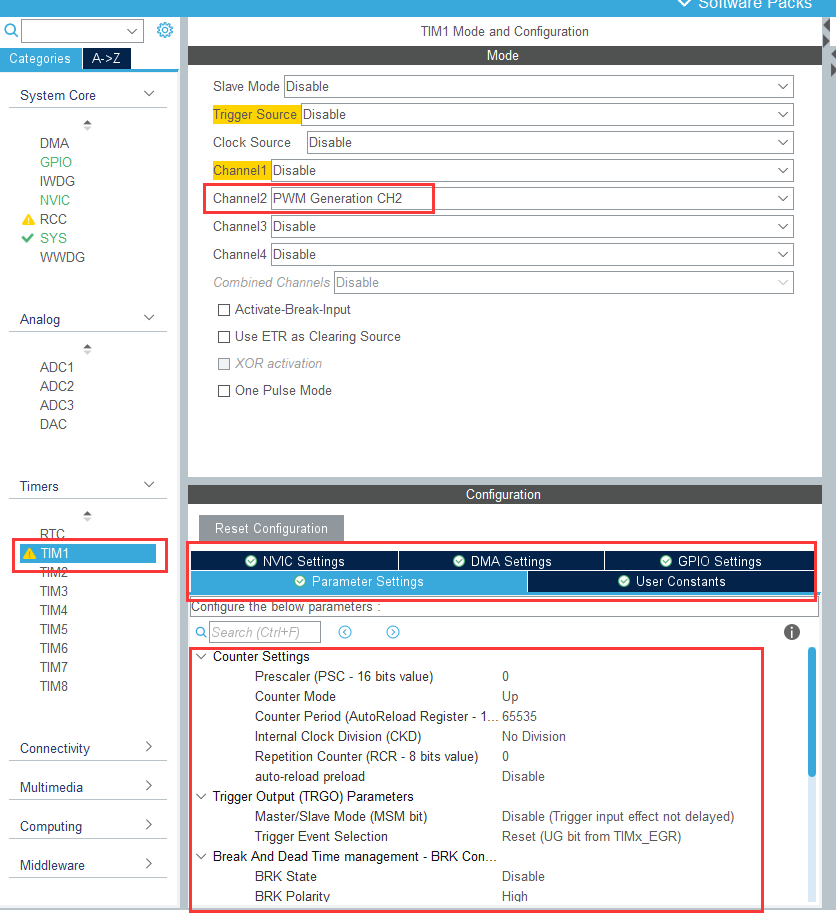 Software Packs
TIM1 Mode and Configuration
Categories A->Z
Mode
System Core
DMA
GPIO
IWDG
NVIC
RCC
SYS
WWDG
Analog
ADC1
ADC2
ADC3
DAC
Timers
RTC
TIM1
TIM2
TIM3
TIM4
TIM5
TIM6
TIM7
TIM8
Connectivity
Multimedia
Computing
Middleware
Slave Mode Disable
Trigger Source Disable
Clock Source Disable
Channel1 Disable
Channel2 PWM Generation CH2
Channel3 Disable
Channel4 Disable
Combined Channels Disable
Activate-Break-Input
Use ETR as Clearing Source
XOR activation
One Pulse Mode
Configuration
Reset Configuration
NVIC Settings DMA Settings GPIO Settings
Parameter Settings User Constants
Configure the below parameters :
Search (Ctrl+F)
Counter Settings
Prescaler (PSC - 16 bits value) 0
Counter Mode Up
Counter Period (AutoReload Register - 1... 65535
Internal Clock Division (CKD) No Division
Repetition Counter (RCR - 8 bits value) 0
auto-reload preload Disable
Trigger Output (TRGO) Parameters
Master/Slave Mode (MSM bit) Disable (Trigger input effect not delayed)
Trigger Event Selection Reset (UG bit from TIMx_EGR)
Break And Dead Time management - BRK Con...
BRK State Disable
BRK Polarity High